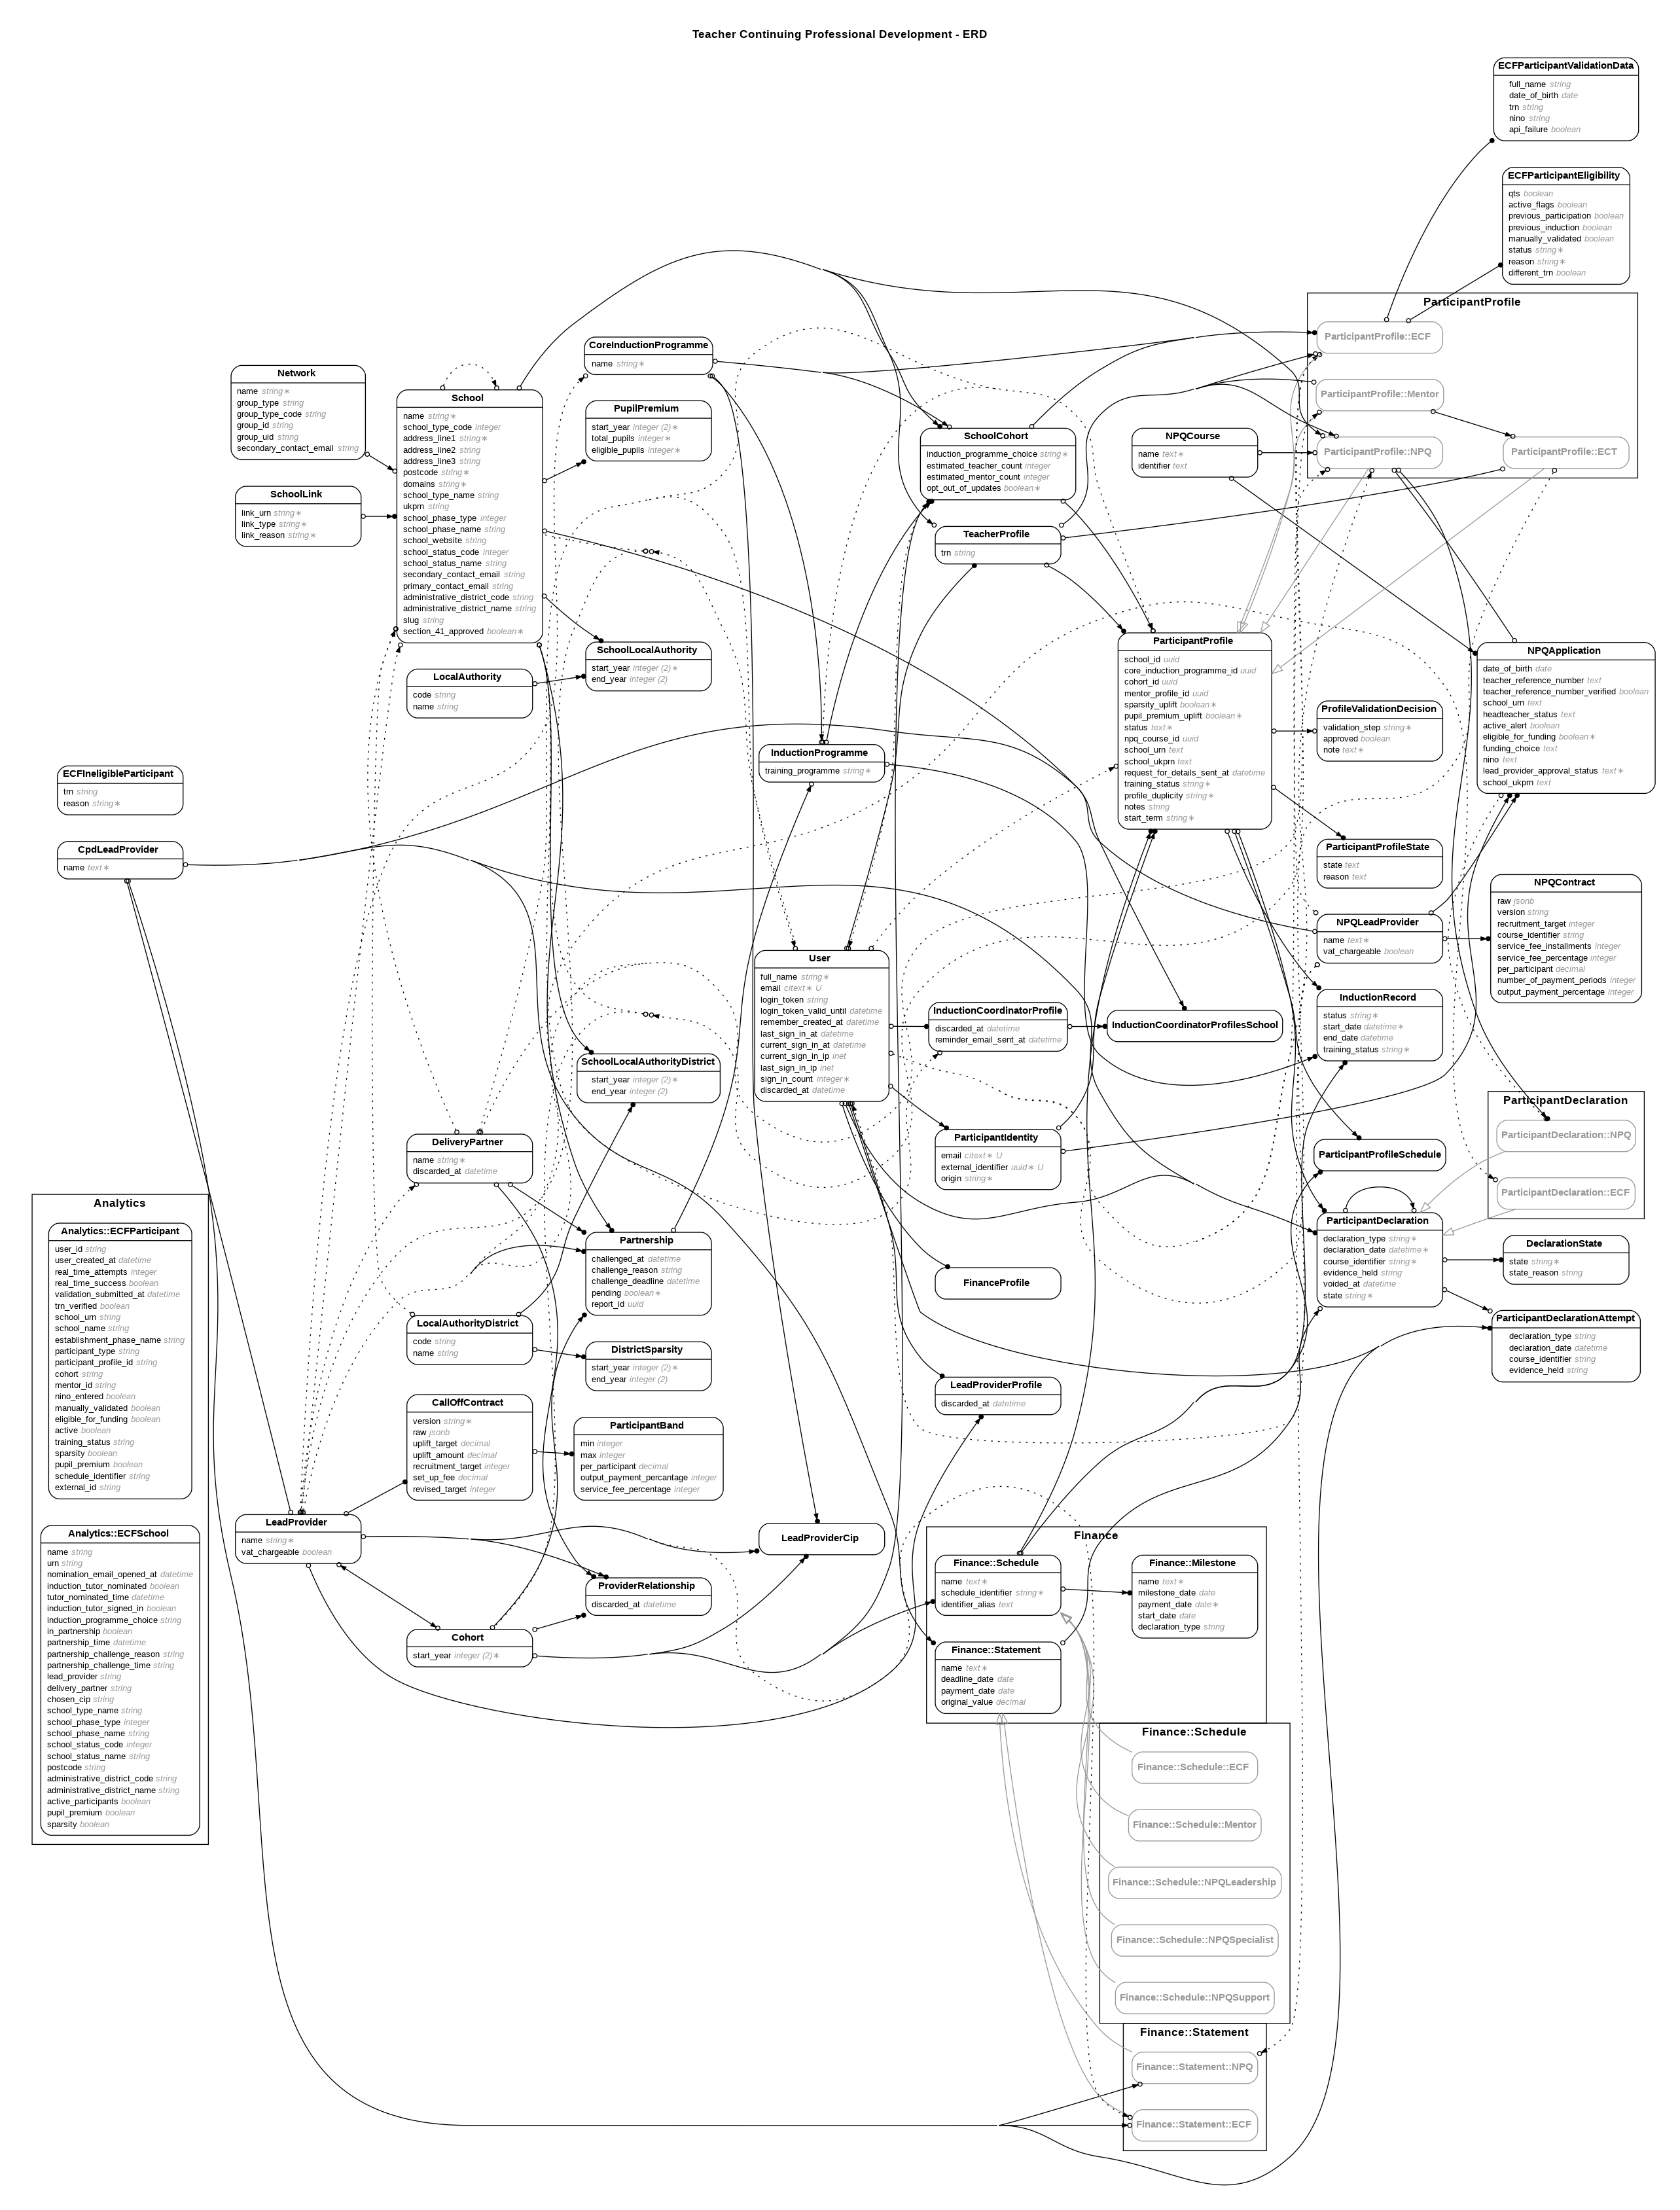 Teacher Continuing Professional Development - ERD
ECFParticipantValidationData
full_name string
date_of_birth date
trn string
nino string
api_failure boolean
ECFParticipantEligibility
qts boolean
active_flags boolean
previous_participation boolean
previous_induction boolean
manually_validated boolean
status string∗
reason string∗
different_trn boolean
ParticipantProfile
ParticipantProfile::ECF
ParticipantProfile::Mentor
ParticipantProfile::NPQ
ParticipantProfile::ECT
CoreInductionProgramme
name string∗
Network
name string∗
group_type string
group_type_code string
group_id string
group_uid string
secondary_contact_email string
School
name string∗
school_type_code integer
address_line1 string∗
address_line2 string
address_line3 string
postcode string∗
domains string∗
school_type_name string
ukprn string
school_phase_type integer
school_phase_name string
school_website string
school_status_code integer
school_status_name string
secondary_contact_email string
primary_contact_email string
administrative_district_code string
administrative_district_name string
slug string
section_41_approved boolean∗
PupilPremium
start_year integer (2)∗
total_pupils integer∗
eligible_pupils integer∗
SchoolCohort
induction_programme_choice string∗
estimated_teacher_count integer
estimated_mentor_count integer
opt_out_of_updates boolean∗
NPQCourse
name text∗
identifier text
SchoolLink
link_urn string∗
link_type string∗
link_reason string∗
TeacherProfile
trn string
SchoolLocalAuthority
start_year integer (2)∗
end_year integer (2)
LocalAuthority
code string
name string
ParticipantProfile
school_id uuid
core_induction_programme_id uuid
cohort_id uuid
mentor_profile_id uuid
sparsity_uplift boolean∗
pupil_premium_uplift boolean∗
status text∗
npq_course_id uuid
school_urn text
school_ukprn text
request_for_details_sent_at datetime
training_status string∗
profile_duplicity string∗
notes string
start_term string∗
NPQApplication
date_of_birth date
teacher_reference_number text
teacher_reference_number_verified boolean
school_urn text
headteacher_status text
active_alert boolean
eligible_for_funding boolean∗
funding_choice text
nino text
lead_provider_approval_status text∗
school_ukprn text
ProfileValidationDecision
validation_step string∗
approved boolean
note text∗
InductionProgramme
training_programme string∗
ECFIneligibleParticipant
trn string
reason string∗
CpdLeadProvider
name text∗
ParticipantProfileState
state text
reason text
NPQContract
raw jsonb
version string
recruitment_target integer
course_identifier string
service_fee_installments integer
service_fee_percentage integer
per_participant decimal
number_of_payment_periods integer
output_payment_percentage integer
NPQLeadProvider
name text∗
vat_chargeable boolean
User
full_name string∗
email citext∗ U
login_token string
login_token_valid_until datetime
remember_created_at datetime
last_sign_in_at datetime
current_sign_in_at datetime
current_sign_in_ip inet
last_sign_in_ip inet
sign_in_count integer∗
discarded_at datetime
InductionRecord
status string∗
start_date datetime∗
end_date datetime
training_status string∗
InductionCoordinatorProfile
discarded_at datetime
reminder_email_sent_at datetime
InductionCoordinatorProfilesSchool
SchoolLocalAuthorityDistrict
start_year integer (2)∗
end_year integer (2)
ParticipantDeclaration
ParticipantDeclaration::NPQ
ParticipantDeclaration::ECF
DeliveryPartner
name string∗
discarded_at datetime
ParticipantIdentity
email citext∗ U
external_identifier uuid∗ U
origin string∗
ParticipantProfileSchedule
Analytics
Analytics::ECFParticipant
user_id string
user_created_at datetime
real_time_attempts integer
real_time_success boolean
validation_submitted_at datetime
trn_verified boolean
school_urn string
school_name string
establishment_phase_name string
participant_type string
participant_profile_id string
cohort string
mentor_id string
nino_entered boolean
manually_validated boolean
eligible_for_funding boolean
active boolean
training_status string
sparsity boolean
pupil_premium boolean
schedule_identifier string
external_id string
Analytics::ECFSchool
name string
urn string
nomination_email_opened_at datetime
induction_tutor_nominated boolean
tutor_nominated_time datetime
induction_tutor_signed_in boolean
induction_programme_choice string
in_partnership boolean
partnership_time datetime
partnership_challenge_reason string
partnership_challenge_time string
lead_provider string
delivery_partner string
chosen_cip string
school_type_name string
school_phase_type integer
school_phase_name string
school_status_code integer
school_status_name string
postcode string
administrative_district_code string
administrative_district_name string
active_participants boolean
pupil_premium boolean
sparsity boolean
Partnership
challenged_at datetime
challenge_reason string
challenge_deadline datetime
pending boolean∗
report_id uuid
ParticipantDeclaration
declaration_type string∗
declaration_date datetime∗
course_identifier string∗
evidence_held string
voided_at datetime
state string∗
DeclarationState
state string∗
state_reason string
FinanceProfile
LocalAuthorityDistrict
code string
name string
ParticipantDeclarationAttempt
declaration_type string
declaration_date datetime
course_identifier string
evidence_held string
DistrictSparsity
start_year integer (2)∗
end_year integer (2)
LeadProviderProfile
discarded_at datetime
CallOffContract
version string∗
raw jsonb
uplift_target decimal
uplift_amount decimal
recruitment_target integer
set_up_fee decimal
revised_target integer
ParticipantBand
min integer
max integer
per_participant decimal
output_payment_percantage integer
service_fee_percentage integer
LeadProvider
name string∗
vat_chargeable boolean
LeadProviderCip
ProviderRelationship
discarded_at datetime
Cohort
start_year integer (2)∗
Finance
Finance::Schedule
name text∗
schedule_identifier string∗
identifier_alias text
Finance::Milestone
name text∗
milestone_date date
payment_date date∗
start_date date
declaration_type string
Finance::Statement
name text∗
deadline_date date
payment_date date
original_value decimal
Finance::Schedule
Finance::Schedule::ECF
Finance::Schedule::Mentor
Finance::Schedule::NPQLeadership
Finance::Schedule::NPQSpecialist
Finance::Schedule::NPQSupport
Finance::Statement
Finance::Statement::NPQ
Finance::Statement::ECF